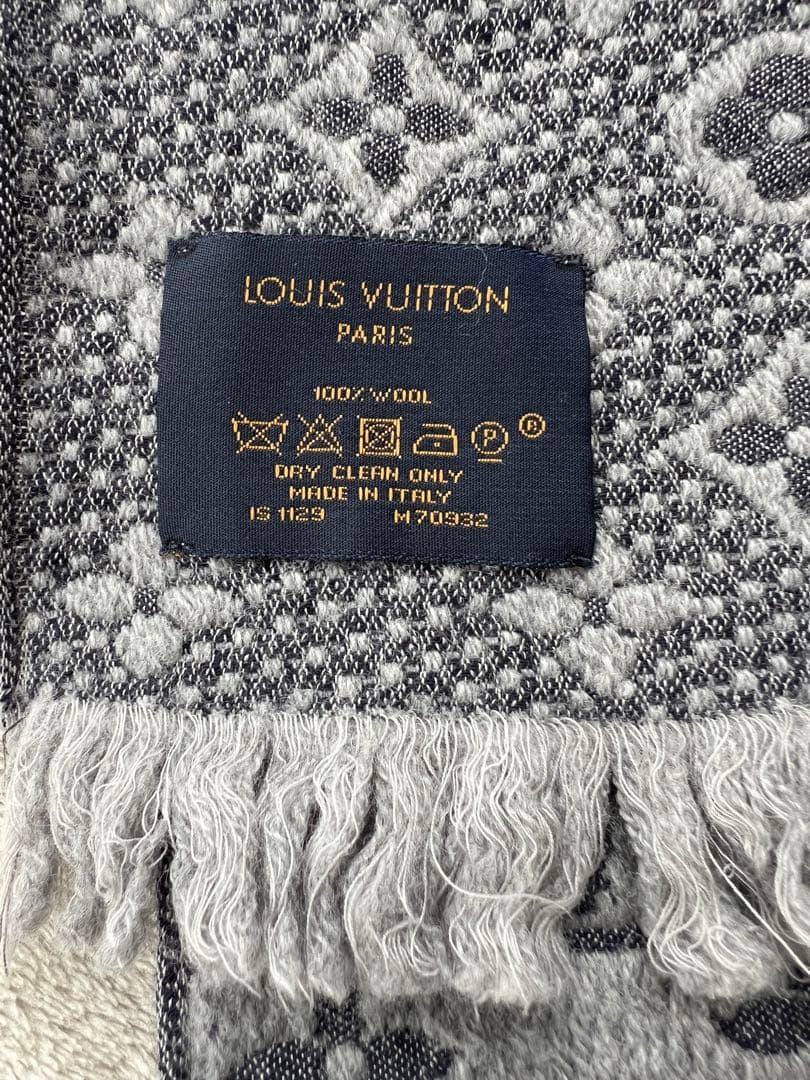 LOUIS VUITTON
PARIS
100% WOOL
P R
DRY CLEAN ONLY
MADE IN ITALY
IS 1129 M70932